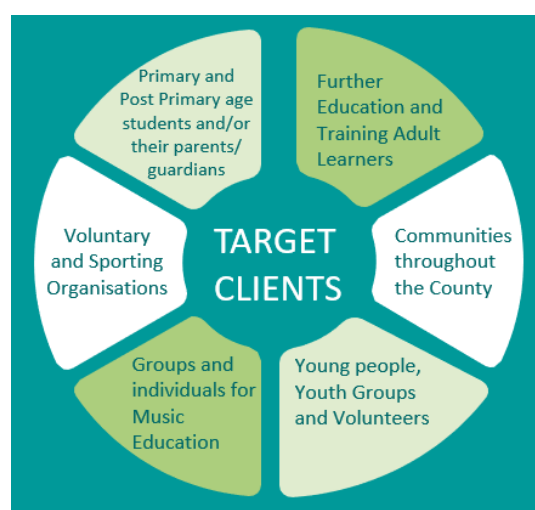 Primary and
Post Primary age
students and/or
their parents/
guardians
Further
Education and
Training Adult
Learners
Voluntary
and Sporting
Organisations
TARGET
CLIENTS
Communities
throughout
the County
Groups and
individuals for
Music
Education
Young people,
Youth Groups
and Volunteers